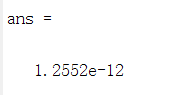 ans =
1.2552e-12